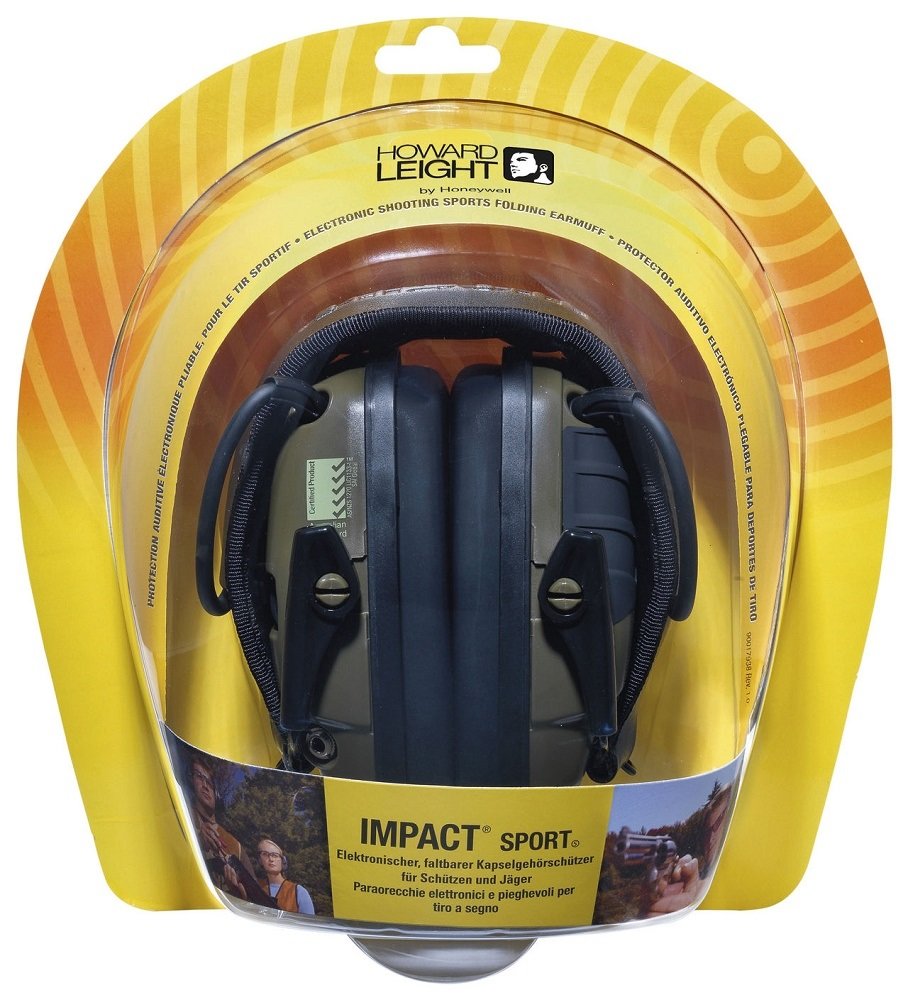 HOWARD
LEIGHT
by Honeywell
PROTECTION AUDITIVE ÉLECTRONIQUE PLIABLE, POUR LE TIR SPORTIF • ELECTRONIC SHOOTING SPORTS FOLDING EARMUFF • PROTECTOR AUDITIVO ELECTRÓNICO PLEGABLE PARA DEPORTES DE TIRO
Certified Product
IMPACT® SPORT
Elektronischer, faltbarer Kapselgehörschützer
für Schützen und Jäger
Paraorecchie elettronici e pieghevoli per
tiro a segno